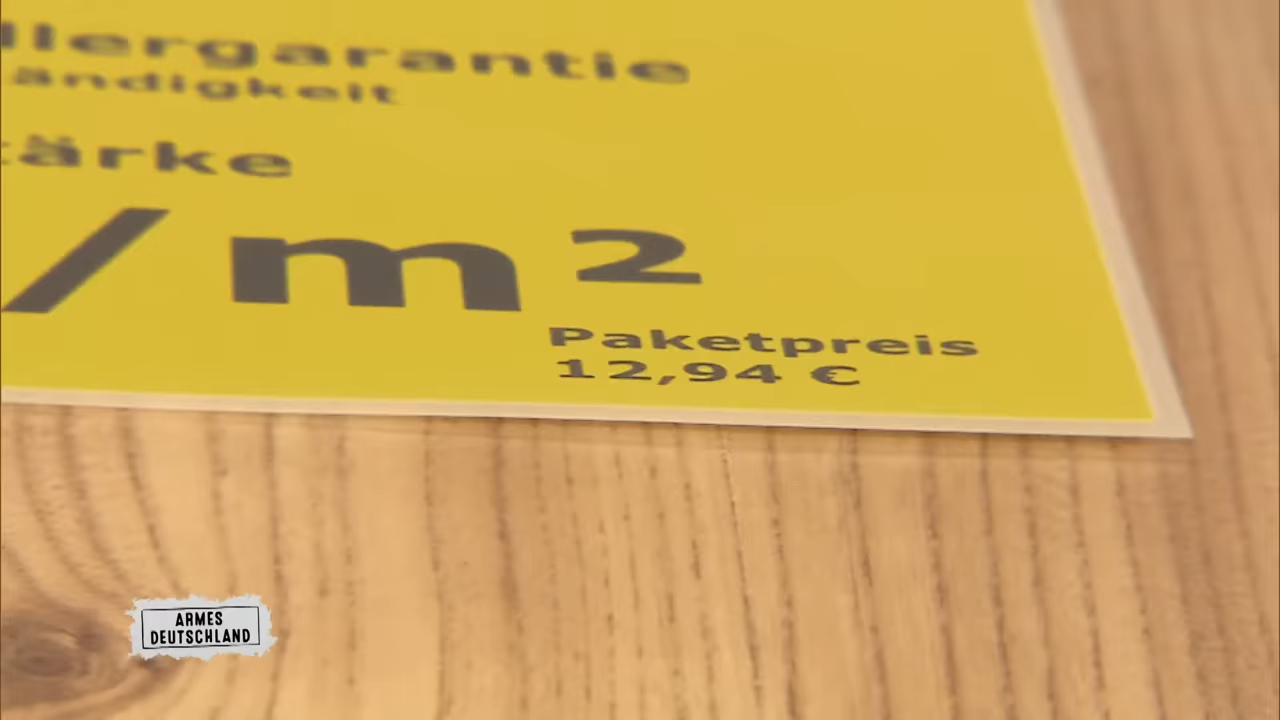 llergarantie
ändigkeit
tärke
/m²
Paketpreis
12,94 €
ARMES
DEUTSCHLAND